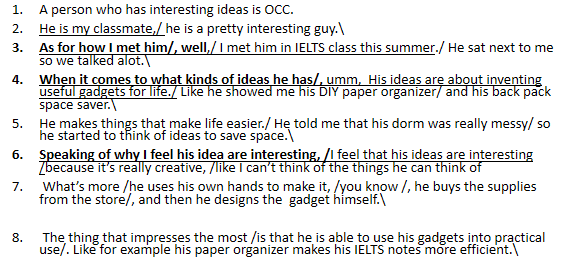 1. A person who has interesting ideas is OCC.
2. He is my classmate,/ he is a pretty interesting guy.\
3. As for how I met him/, well,/ I met him in IELTS class this summer./ He sat next to me
so we talked alot.\
4. When it comes to what kinds of ideas he has/, umm,  His ideas are about inventing
useful gadgets for life./ Like he showed me his DIY paper organizer/ and his back pack
space saver.\
5. He makes things that make life easier./ He told me that his dorm was really messy/ so
he started to think of ideas to save space.\
6. Speaking of why I feel his idea are interesting, /I feel that his ideas are interesting
/because it's really creative, /like I can't think of the things he can think of
7. What's more /he uses his own hands to make it, /you know /, he buys the supplies
from the store/, and then he designs the  gadget himself.\
8. The thing that impresses the most /is that he is able to use his gadgets into practical
use/. Like for example his paper organizer makes his IELTS notes more efficient.\